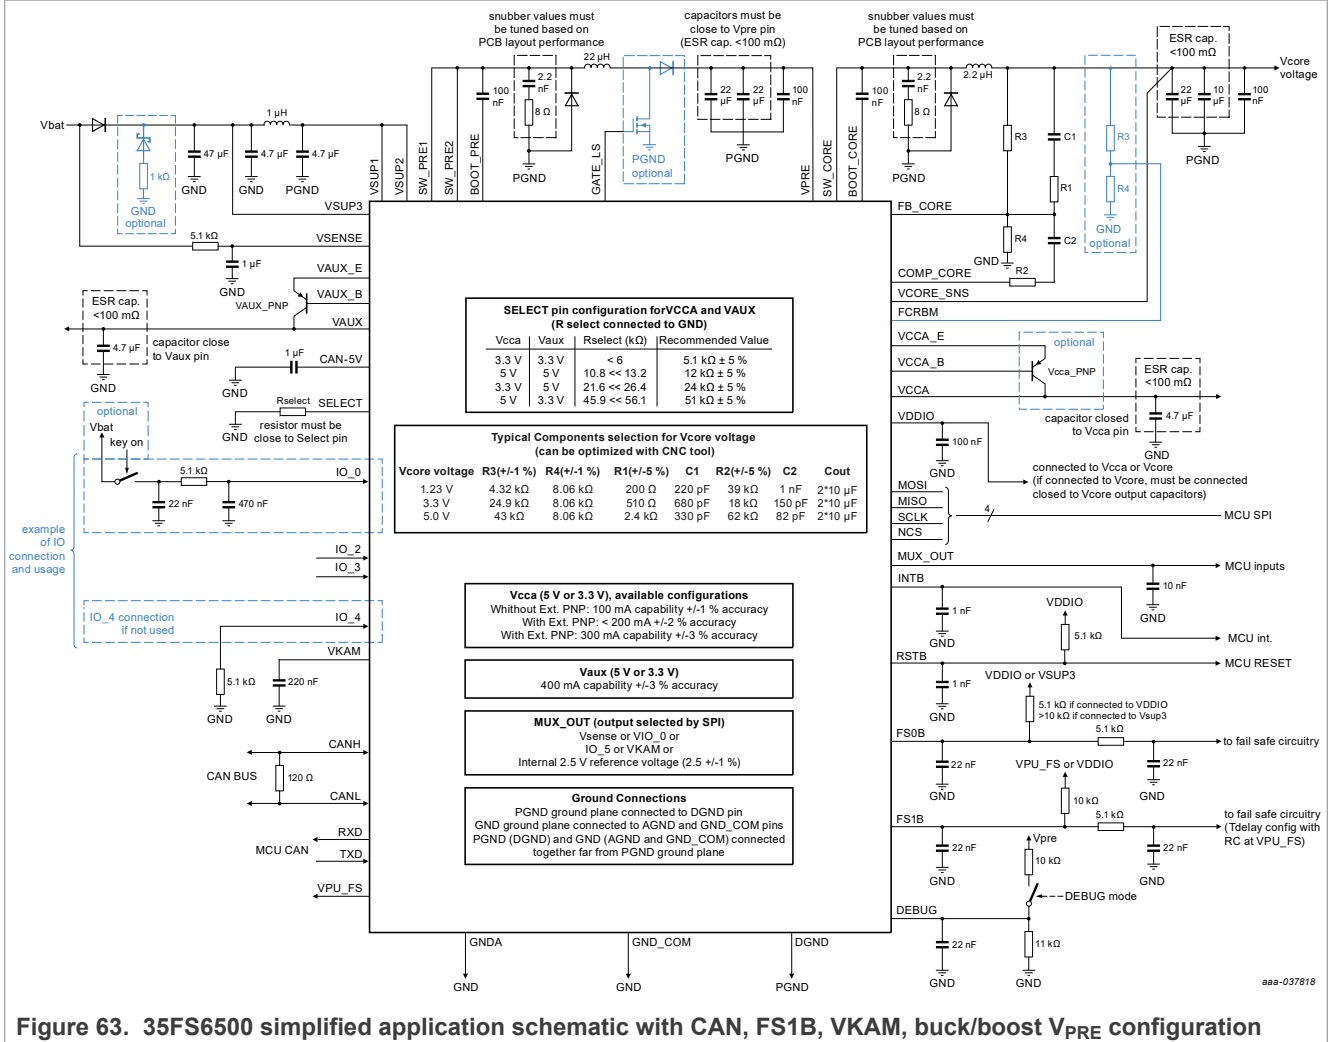 snubber values must
be tuned based on
PCB layout performance
capacitors must be
close to Vpre pin
(ESR cap. <100 mΩ)
snubber values must
be tuned based on
PCB layout performance
ESR cap.
<100 mΩ
22 µH
2.2 µH
Vcore
voltage
100
nF
2.2
nF
8 Ω
22
µF
22
µF
100
nF
100
nF
2.2
nF
8 Ω
22
µF
10
µF
100
nF
Vbat
1 µH
47 µF
4.7 µF
4.7 µF
1 kΩ
GND
optional
GND
GND
PGND
VSUP1
VSUP2
SW_PRE1
SW_PRE2
BOOT_PRE
PGND
GATE_LS
PGND
optional
PGND
VPRE
SW_CORE
BOOT_CORE
PGND
R3
C1
R1
R4
C2
GND
R2
R3
R4
GND
optional
PGND
VSUP3
5.1 kΩ
VSENSE
1 µF
GND
VAUX_E
VAUX_PNP
VAUX_B
VAUX
ESR cap.
<100 mΩ
4.7 µF
GND
capacitor close
to Vaux pin
1 µF
CAN-5V
GND
Rselect
SELECT
GND
resistor must be
close to Select pin
FB_CORE
COMP_CORE
VCORE_SNS
FCRBM
VCCA_E
VCCA_B
VCCA
optional
Vcca_PNP
ESR cap.
<100 mΩ
4.7 µF
GND
capacitor closed
to Vcca pin
VDDIO
100 nF
GND
connected to Vcca or Vcore
(if connected to Vcore, must be connected
closed to Vcore output capacitors)
SELECT pin configuration forVCCA and VAUX
(R select connected to GND)
Vcca Vaux Rselect (kΩ) Recommended Value
3.3 V 3.3 V < 6 5.1 kΩ ± 5 %
5 V 5 V 10.8 << 13.2 12 kΩ ± 5 %
3.3 V 5 V 21.6 << 26.4 24 kΩ ± 5 %
5 V 3.3 V 45.9 << 56.1 51 kΩ ± 5 %
Typical Components selection for Vcore voltage
(can be optimized with CNC tool)
Vcore voltage R3(+/-1 %) R4(+/-1 %) R1(+/-5 %) C1 R2(+/-5 %) C2 Cout
1.23 V 4.32 kΩ 8.06 kΩ 200 Ω 220 pF 39 kΩ 1 nF 2*10 µF
3.3 V 24.9 kΩ 8.06 kΩ 510 Ω 680 pF 18 kΩ 150 pF 2*10 µF
5.0 V 43 kΩ 8.06 kΩ 2.4 kΩ 330 pF 62 kΩ 82 pF 2*10 µF
optional
Vbat
key on
5.1 kΩ
IO_0
22 nF
470 nF
GND
GND
example
of IO
connection
and usage
IO_2
IO_3
IO_4 connection
if not used
IO_4
VKAM
5.1 kΩ
220 nF
GND
GND
CANH
CAN BUS
120 Ω
CANL
RXD
MCU CAN
TXD
VPU_FS
Vcca (5 V or 3.3 V), available configurations
Whithout Ext. PNP: 100 mA capability +/-1 % accuracy
With Ext. PNP: < 200 mA +/-2 % accuracy
With Ext. PNP: 300 mA capability +/-3 % accuracy
Vaux (5 V or 3.3 V)
400 mA capability +/-3 % accuracy
MUX_OUT (output selected by SPI)
Vsense or VIO_0 or
IO_5 or VKAM or
Internal 2.5 V reference voltage (2.5 +/-1 %)
Ground Connections
PGND ground plane connected to DGND pin
GND ground plane connected to AGND and GND_COM pins
PGND (DGND) and GND (AGND and GND_COM) connected
together far from PGND ground plane
MOSI
MISO
SCLK
NCS
4
MCU SPI
MUX_OUT
MCU inputs
10 nF
GND
INTB
1 nF
GND
VDDIO
5.1 kΩ
MCU int.
RSTB
MCU RESET
1 nF
GND
VDDIO or VSUP3
5.1 kΩ if connected to VDDIO
>10 kΩ if connected to Vsup3
5.1 kΩ
FS0B
to fail safe circuitry
22 nF
GND
22 nF
GND
VPU_FS or VDDIO
10 kΩ
5.1 kΩ
FS1B
to fail safe circuitry
(Tdelay config with
RC at VPU_FS)
22 nF
GND
22 nF
GND
Vpre
10 kΩ
DEBUG mode
DEBUG
22 nF
GND
11 kΩ
GND
GNDA
GND
GND_COM
GND
DGND
PGND
aaa-037818
Figure 63. 35FS6500 simplified application schematic with CAN, FS1B, VKAM, buck/boost VPRE configuration